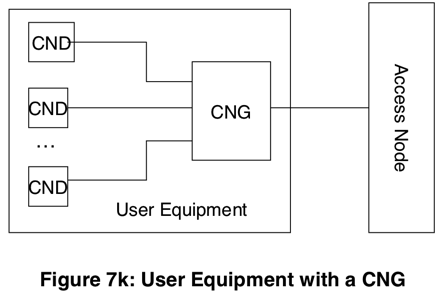 CND
CND
...
CND
CNG
User Equipment
Access Node
Figure 7k: User Equipment with a CNG